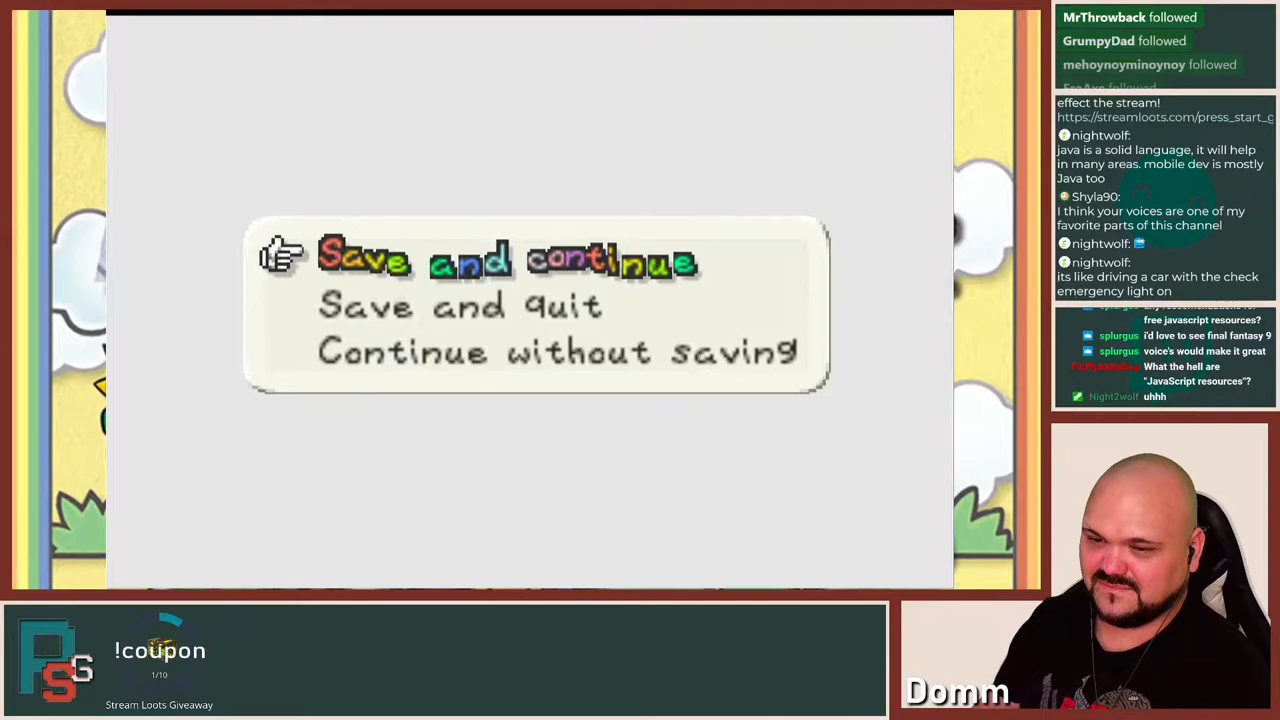 Save and continue
Save and quit
Continue without saving
MrThrowback followed
GrumpyDad followed
mehoynoyminoynoy followed
followed
effect the stream!
https://streamloots.com/press_start_g
nightwolf:
java is a solid language, it will help
in many areas. mobile dev is mostly
Java too
Shyla90:
I think your voices are one of my
favorite parts of this channel
nightwolf:
nightwolf:
its like driving a car with the check
emergency light on
splurgus
free javascript resources?
splurgus i'd love to see final fantasy 9
splurgus voice's would make it great
What the hell are
"JavaScript resources"?
Night2wolf uhhh
PSG
!coupon
1/10
Stream Loots Giveaway
Domm